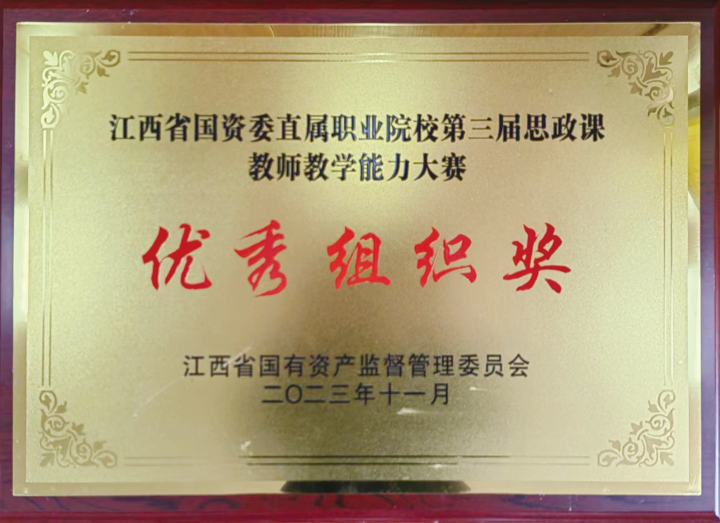 江西省国资委直属职业院校第三届思政课
教师教学能力大赛
优秀组织奖
江西省国有资产监督管理委员会
二〇二三年十一月